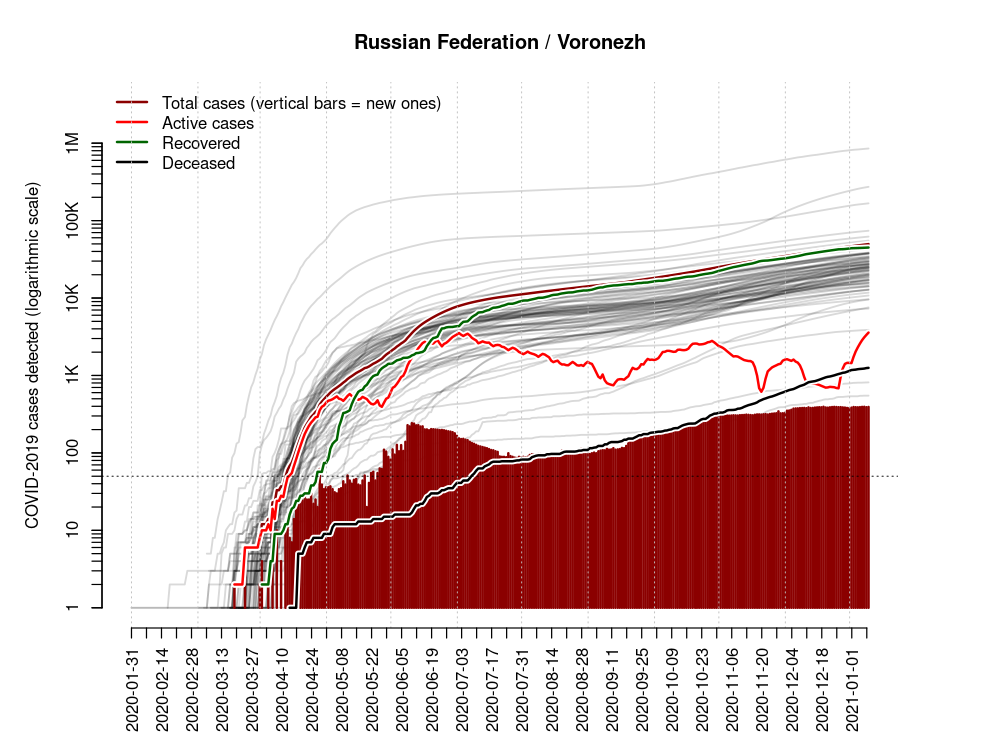 Russian Federation / Voronezh
Total cases (vertical bars = new ones)
Active cases
Recovered
Deceased
COVID-2019 cases detected (logarithmic scale)
1M
100K
10K
1K
100
10
1
2020-01-31
2020-02-14
2020-02-28
2020-03-13
2020-03-27
2020-04-10
2020-04-24
2020-05-08
2020-05-22
2020-06-05
2020-06-19
2020-07-03
2020-07-17
2020-07-31
2020-08-14
2020-08-28
2020-09-11
2020-09-25
2020-10-09
2020-10-23
2020-11-06
2020-11-20
2020-12-04
2020-12-18
2021-01-01